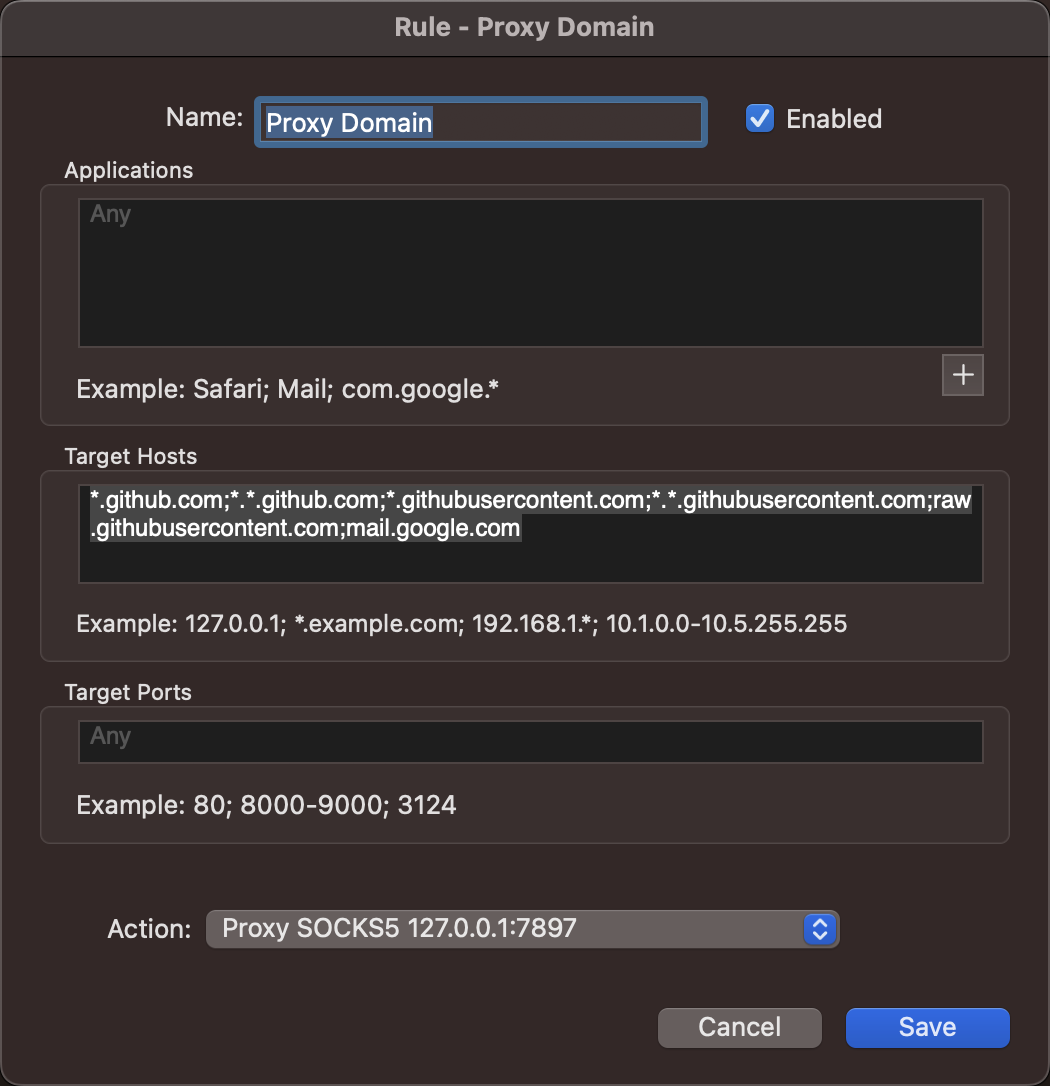 Rule - Proxy Domain
Name: Proxy Domain Enabled
Applications
Any
Example: Safari; Mail; com.google.*
+
Target Hosts
*.github.com;*.*.github.com;*.githubusercontent.com;*.*.githubusercontent.com;raw
.githubusercontent.com;mail.google.com
Example: 127.0.0.1; *.example.com; 192.168.1.*; 10.1.0.0-10.5.255.255
Target Ports
Any
Example: 80; 8000-9000; 3124
Action: Proxy SOCKS5 127.0.0.1:7897
Cancel Save